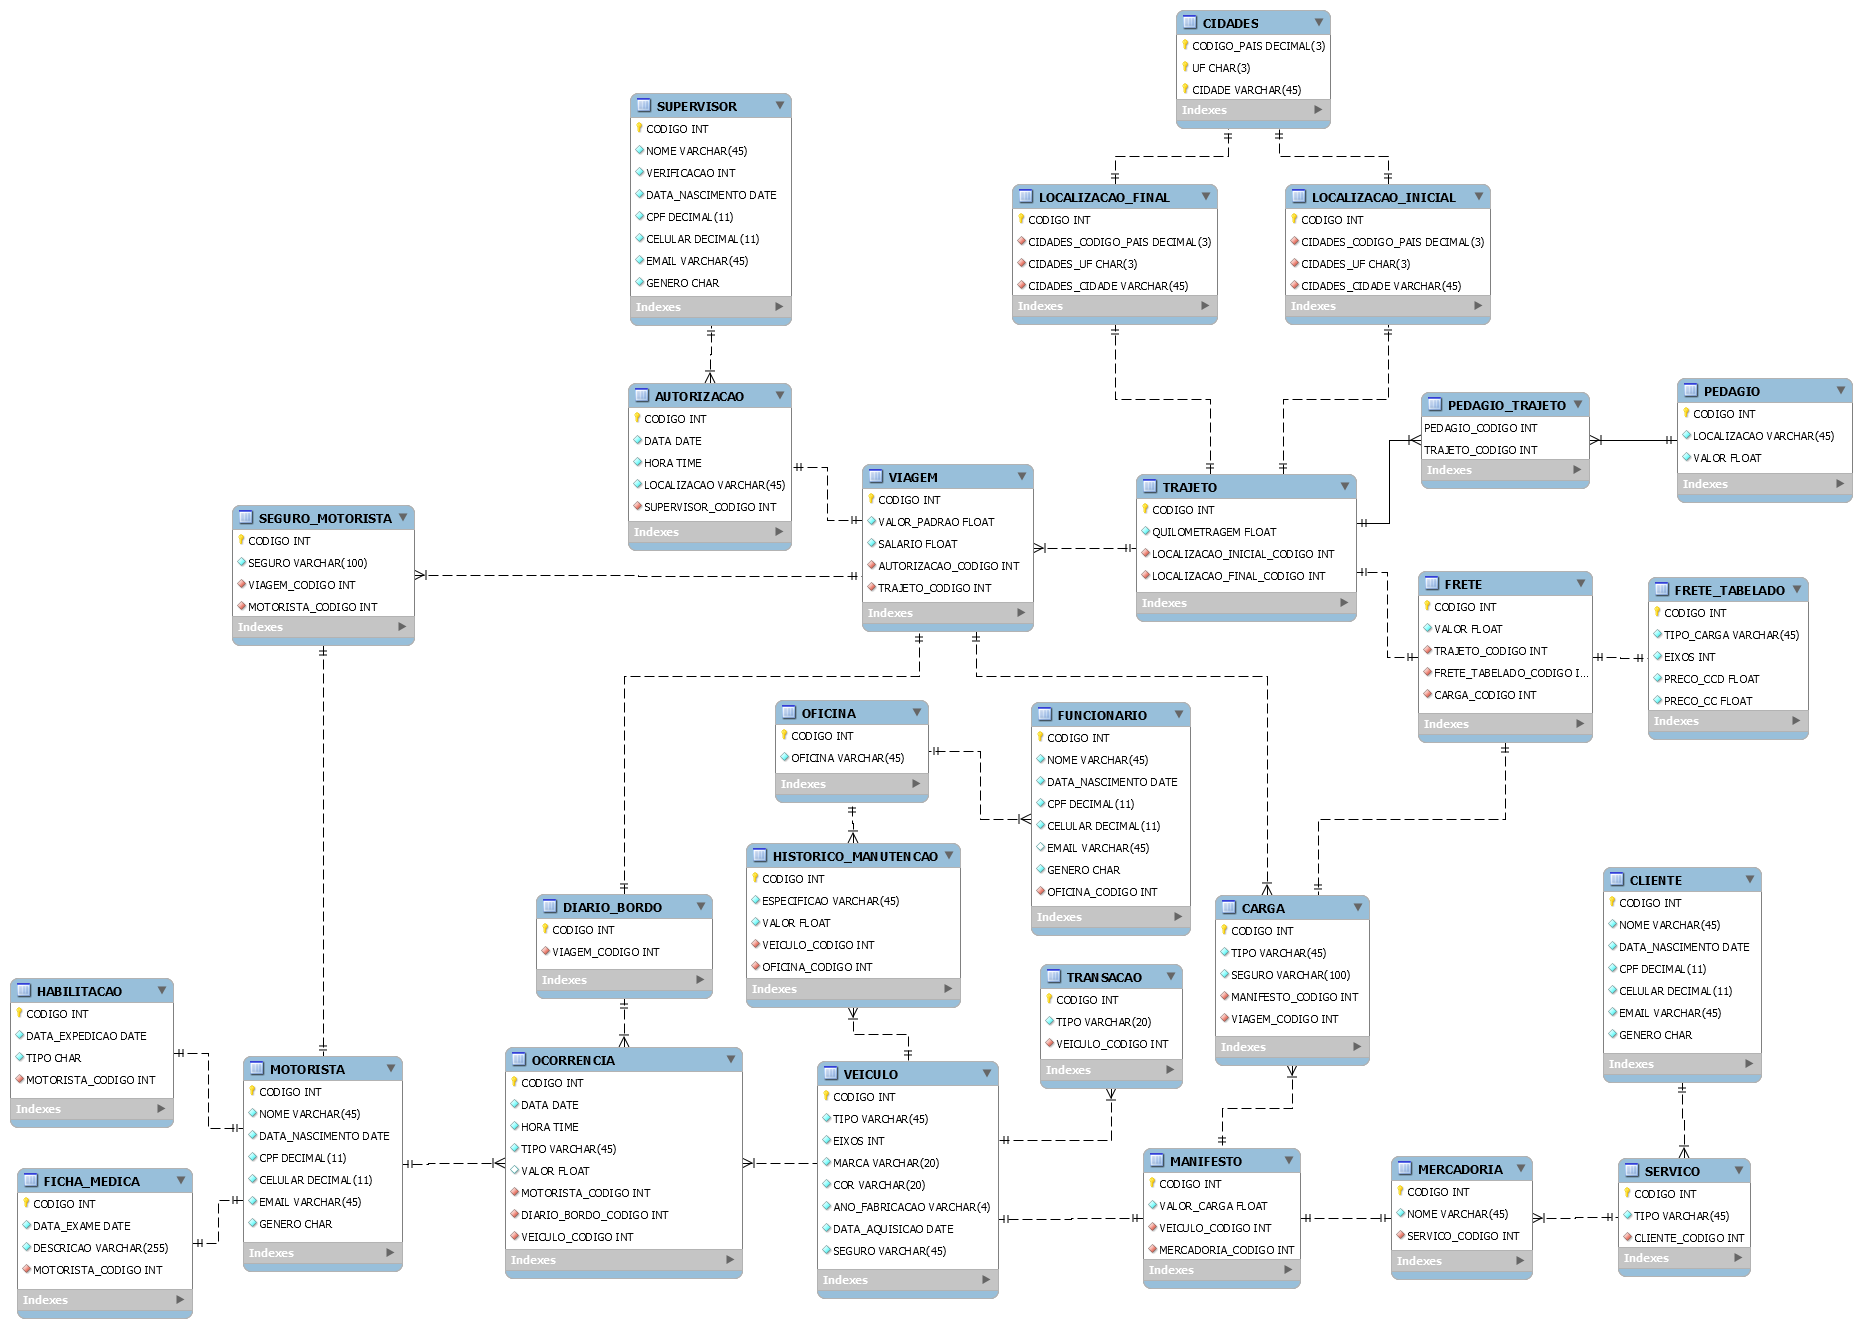 CIDADES
CODIGO_PAIS DECIMAL(3)
UF CHAR(3)
CIDADE VARCHAR(45)
Indexes
SUPERVISOR
CODIGO INT
NOME VARCHAR(45)
VERIFICACAO INT
DATA_NASCIMENTO DATE
CPF DECIMAL(11)
CELULAR DECIMAL(11)
EMAIL VARCHAR(45)
GENERO CHAR
Indexes
LOCALIZACAO_FINAL
CODIGO INT
CIDADES_CODIGO_PAIS DECIMAL(3)
CIDADES_UF CHAR(3)
CIDADES_CIDADE VARCHAR(45)
Indexes
LOCALIZACAO_INICIAL
CODIGO INT
CIDADES_CODIGO_PAIS DECIMAL(3)
CIDADES_UF CHAR(3)
CIDADES_CIDADE VARCHAR(45)
Indexes
AUTORIZACAO
CODIGO INT
DATA DATE
HORA TIME
LOCALIZACAO VARCHAR(45)
SUPERVISOR_CODIGO INT
Indexes
PEDAGIO_TRAJETO
PEDAGIO_CODIGO INT
TRAJETO_CODIGO INT
Indexes
PEDAGIO
CODIGO INT
LOCALIZACAO VARCHAR(45)
VALOR FLOAT
Indexes
VIAGEM
CODIGO INT
VALOR_PADRAO FLOAT
SALARIO FLOAT
AUTORIZACAO_CODIGO INT
TRAJETO_CODIGO INT
Indexes
TRAJETO
CODIGO INT
QUILOMETRAGEM FLOAT
LOCALIZACAO_INICIAL_CODIGO INT
LOCALIZACAO_FINAL_CODIGO INT
Indexes
SEGURO_MOTORISTA
CODIGO INT
SEGURO VARCHAR(100)
VIAGEM_CODIGO INT
MOTORISTA_CODIGO INT
Indexes
FRETE
CODIGO INT
VALOR FLOAT
TRAJETO_CODIGO INT
FRETE_TABELADO_CODIGO I...
CARGA_CODIGO INT
Indexes
FRETE_TABELADO
CODIGO INT
TIPO_CARGA VARCHAR(45)
EIXOS INT
PRECO_CCD FLOAT
PRECO_CC FLOAT
Indexes
OFICINA
CODIGO INT
OFICINA VARCHAR(45)
Indexes
FUNCIONARIO
CODIGO INT
NOME VARCHAR(45)
DATA_NASCIMENTO DATE
CPF DECIMAL(11)
CELULAR DECIMAL(11)
EMAIL VARCHAR(45)
GENERO CHAR
OFICINA_CODIGO INT
Indexes
HISTORICO_MANUTENCAO
CODIGO INT
ESPECIFICAO VARCHAR(45)
VALOR FLOAT
VEICULO_CODIGO INT
OFICINA_CODIGO INT
Indexes
DIARIO_BORDO
CODIGO INT
VIAGEM_CODIGO INT
Indexes
CARGA
CODIGO INT
TIPO VARCHAR(45)
SEGURO VARCHAR(100)
MANIFESTO_CODIGO INT
VIAGEM_CODIGO INT
Indexes
CLIENTE
CODIGO INT
NOME VARCHAR(45)
DATA_NASCIMENTO DATE
CPF DECIMAL(11)
CELULAR DECIMAL(11)
EMAIL VARCHAR(45)
GENERO CHAR
Indexes
TRANSACAO
CODIGO INT
TIPO VARCHAR(20)
VEICULO_CODIGO INT
Indexes
HABILITACAO
CODIGO INT
DATA_EXPEDICAO DATE
TIPO CHAR
MOTORISTA_CODIGO INT
Indexes
MOTORISTA
CODIGO INT
NOME VARCHAR(45)
DATA_NASCIMENTO DATE
CPF DECIMAL(11)
CELULAR DECIMAL(11)
EMAIL VARCHAR(45)
GENERO CHAR
Indexes
OCORRENCIA
CODIGO INT
DATA DATE
HORA TIME
TIPO VARCHAR(45)
VALOR FLOAT
MOTORISTA_CODIGO INT
DIARIO_BORDO_CODIGO INT
VEICULO_CODIGO INT
Indexes
VEICULO
CODIGO INT
TIPO VARCHAR(45)
EIXOS INT
MARCA VARCHAR(20)
COR VARCHAR(20)
ANO_FABRICACAO VARCHAR(4)
DATA_AQUISICAO DATE
SEGURO VARCHAR(45)
Indexes
FICHA_MEDICA
CODIGO INT
DATA_EXAME DATE
DESCRICAO VARCHAR(255)
MOTORISTA_CODIGO INT
Indexes
MANIFESTO
CODIGO INT
VALOR_CARGA FLOAT
VEICULO_CODIGO INT
MERCADORIA_CODIGO INT
Indexes
MERCADORIA
CODIGO INT
NOME VARCHAR(45)
SERVICO_CODIGO INT
Indexes
SERVICO
CODIGO INT
TIPO VARCHAR(45)
CLIENTE_CODIGO INT
Indexes